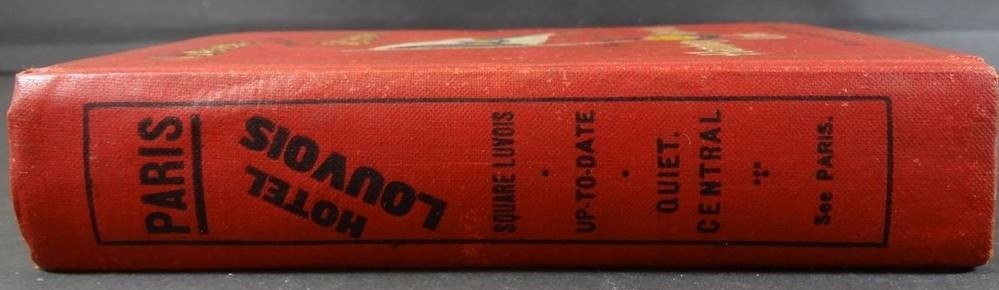 PARIS
HOTEL
LOUVOIS
SQUARE LUVOIS
UP-TO-DATE
QUIET.
CENTRAL
See PARIS.